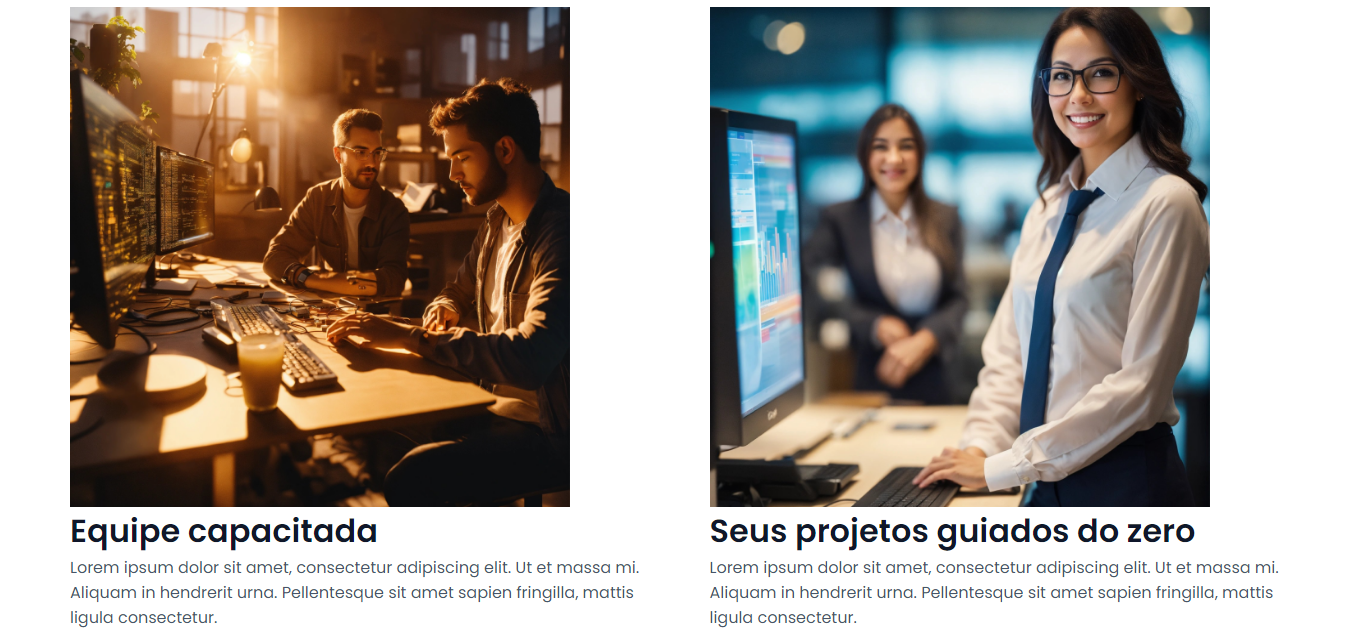 Equipe capacitada
Lorem ipsum dolor sit amet, consectetur adipiscing elit. Ut et massa mi.
Aliquam in hendrerit urna. Pellentesque sit amet sapien fringilla, mattis
ligula consectetur.
Seus projetos guiados do zero
Lorem ipsum dolor sit amet, consectetur adipiscing elit. Ut et massa mi.
Aliquam in hendrerit urna. Pellentesque sit amet sapien fringilla, mattis
ligula consectetur.